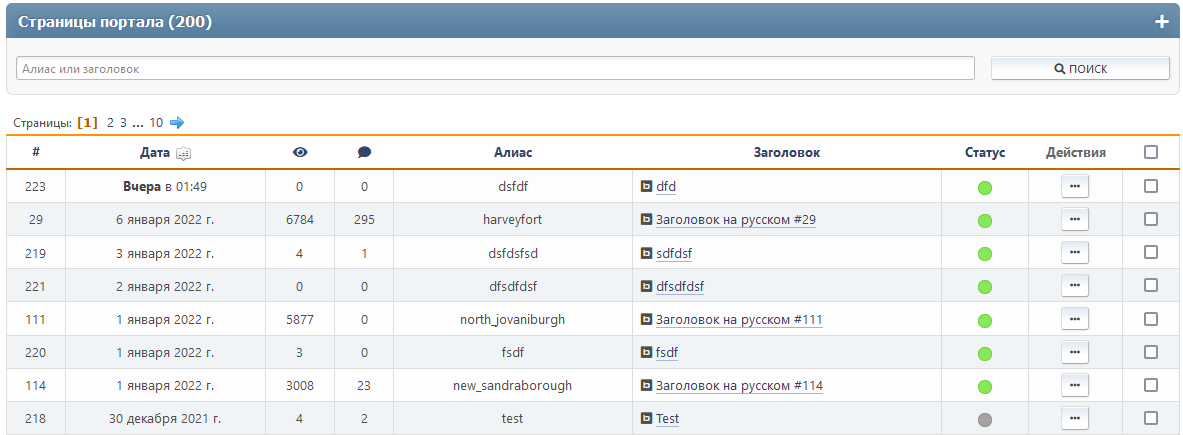 Страницы портала (200)
Алиас или заголовок
ПОИСК
Страницы: [1] 2 3 ... 10
# Дата Алиас Заголовок Статус Действия
223 Вчера в 01:49 0 0 dsfdf dfd
29 6 января 2022 г. 6784 295 harveyfort Заголовок на русском #29
219 3 января 2022 г. 4 1 dsfdsfsd sdfdsf
221 2 января 2022 г. 0 0 dfsdfdsf dfsdfdsf
111 1 января 2022 г. 5877 0 north_jovaniburgh Заголовок на русском #111
220 1 января 2022 г. 3 0 fsdf fsdf
114 1 января 2022 г. 3008 23 new_sandraborough Заголовок на русском #114
218 30 декабря 2021 г. 4 2 test Test